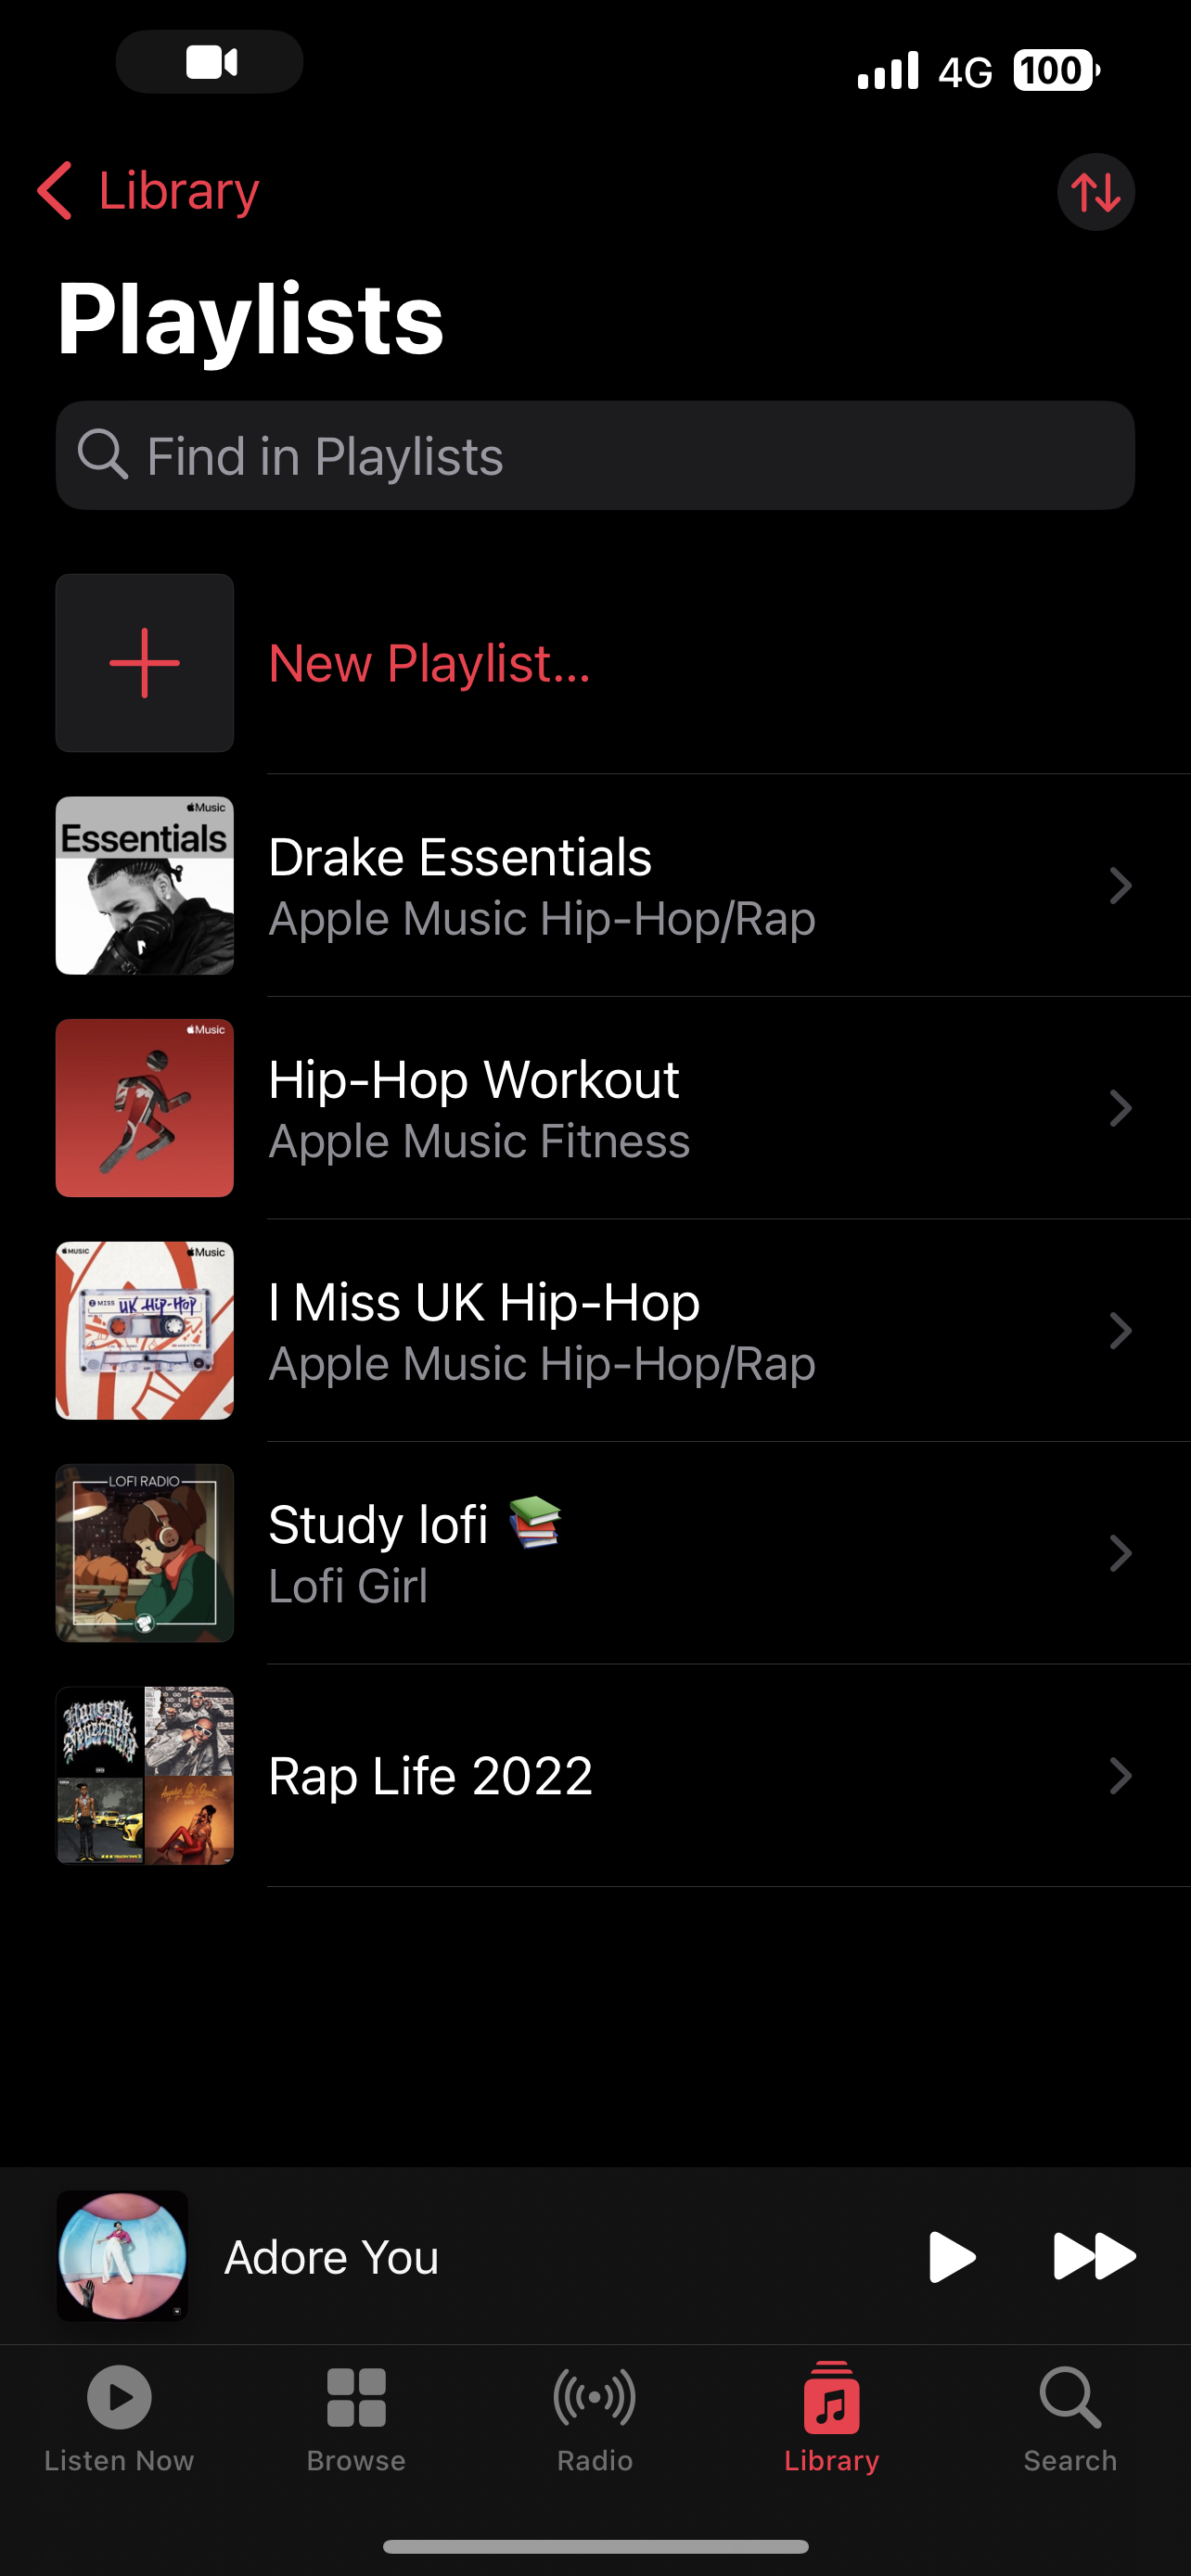 4G 100
Library
Playlists
Find in Playlists
New Playlist...
Music
Essentials
Drake Essentials
Apple Music Hip-Hop/Rap
Music
Hip-Hop Workout
Apple Music Fitness
MUSIC Music
I MISS UK Hip-Hop
I Miss UK Hip-Hop
Apple Music Hip-Hop/Rap
LOFI RADIO
Study lofi 📚
Lofi Girl
Honestly, Nevermind
Rap Life 2022
Adore You
Listen Now Browse Radio Library Search